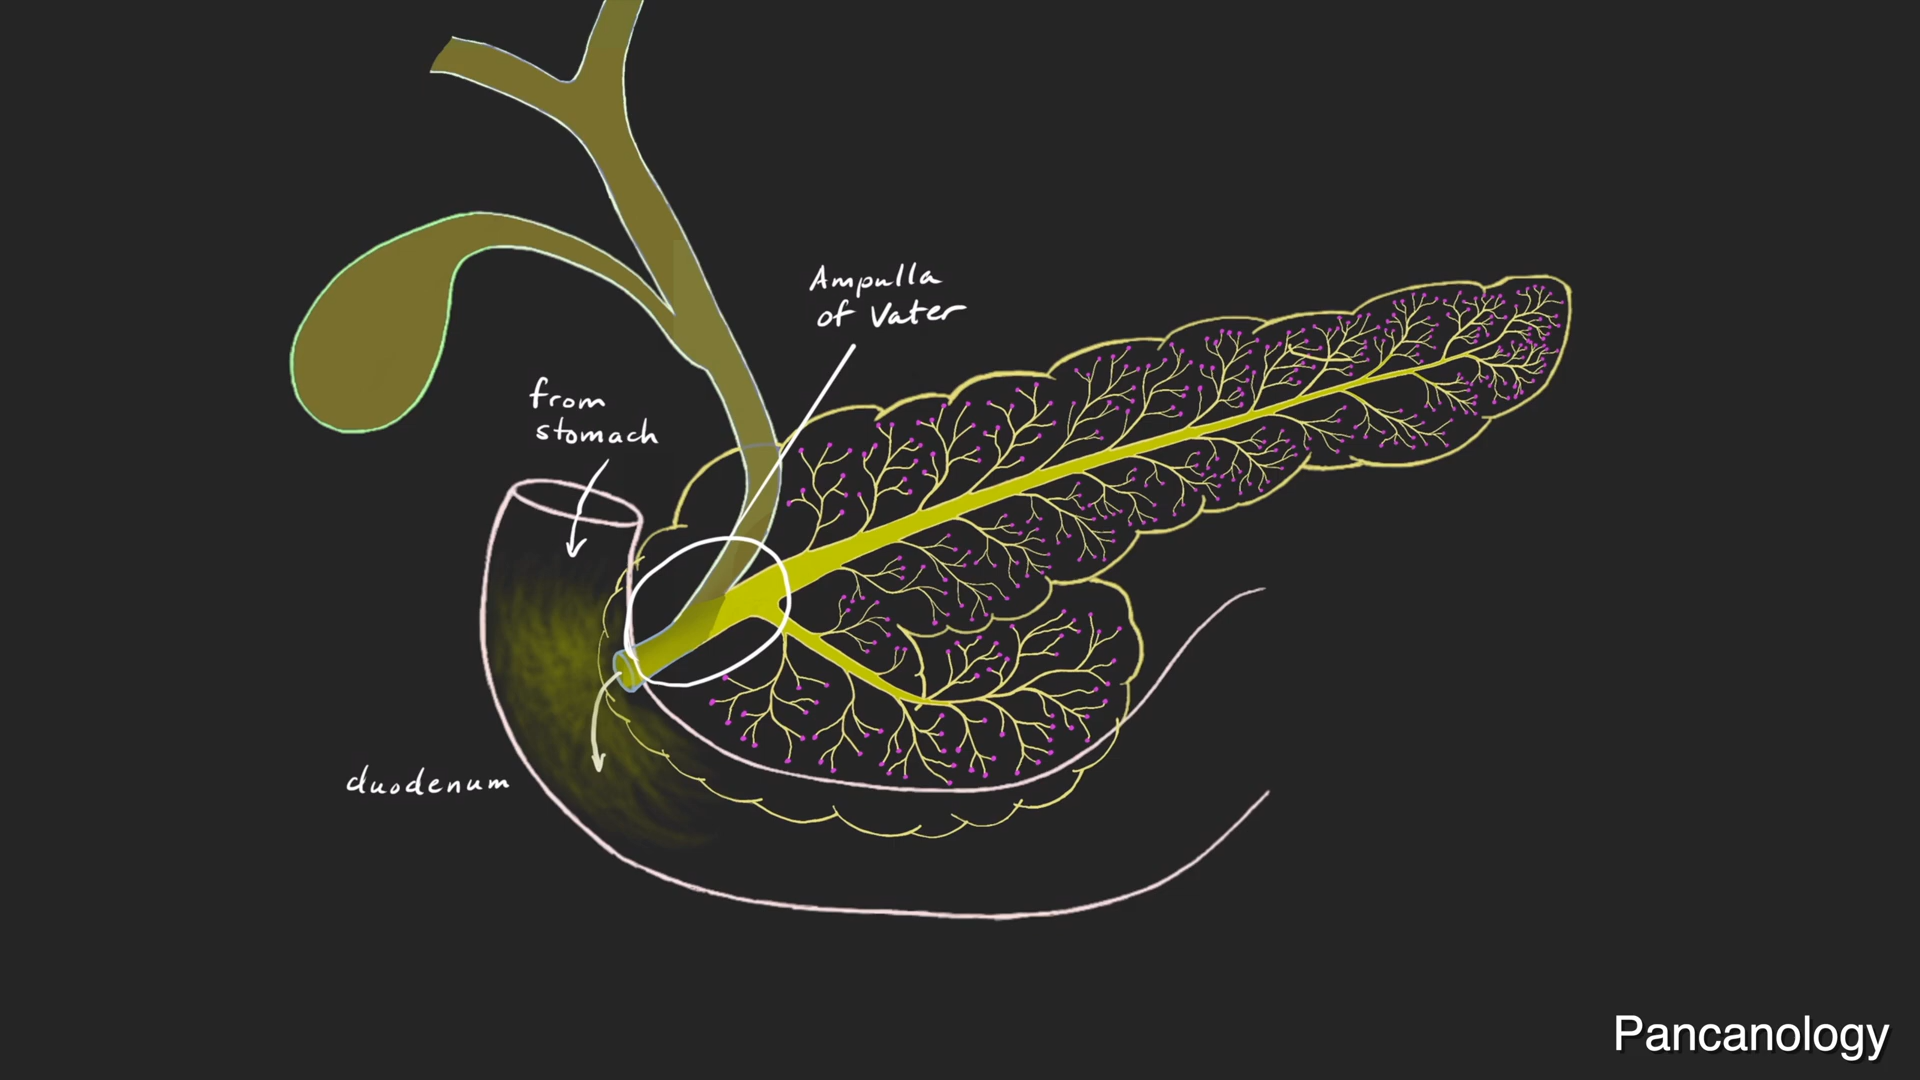 Ampulla
of Vater
from
stomach
duodenum
Pancanology